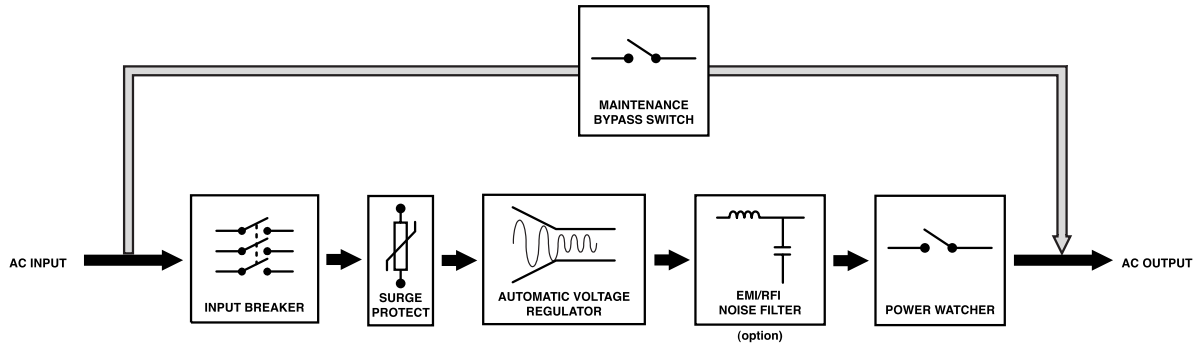 MAINTENANCE
BYPASS SWITCH
AC INPUT
INPUT BREAKER
SURGE
PROTECT
AUTOMATIC VOLTAGE
REGULATOR
EMI/RFI
NOISE FILTER
(option)
POWER WATCHER
AC OUTPUT